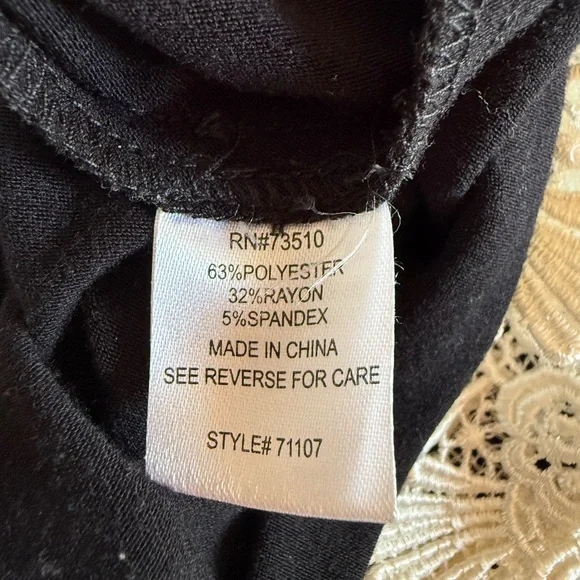 RN#73510
63%POLYESTER
32%RAYON
5%SPANDEX
MADE IN CHINA
SEE REVERSE FOR CARE
STYLE# 71107